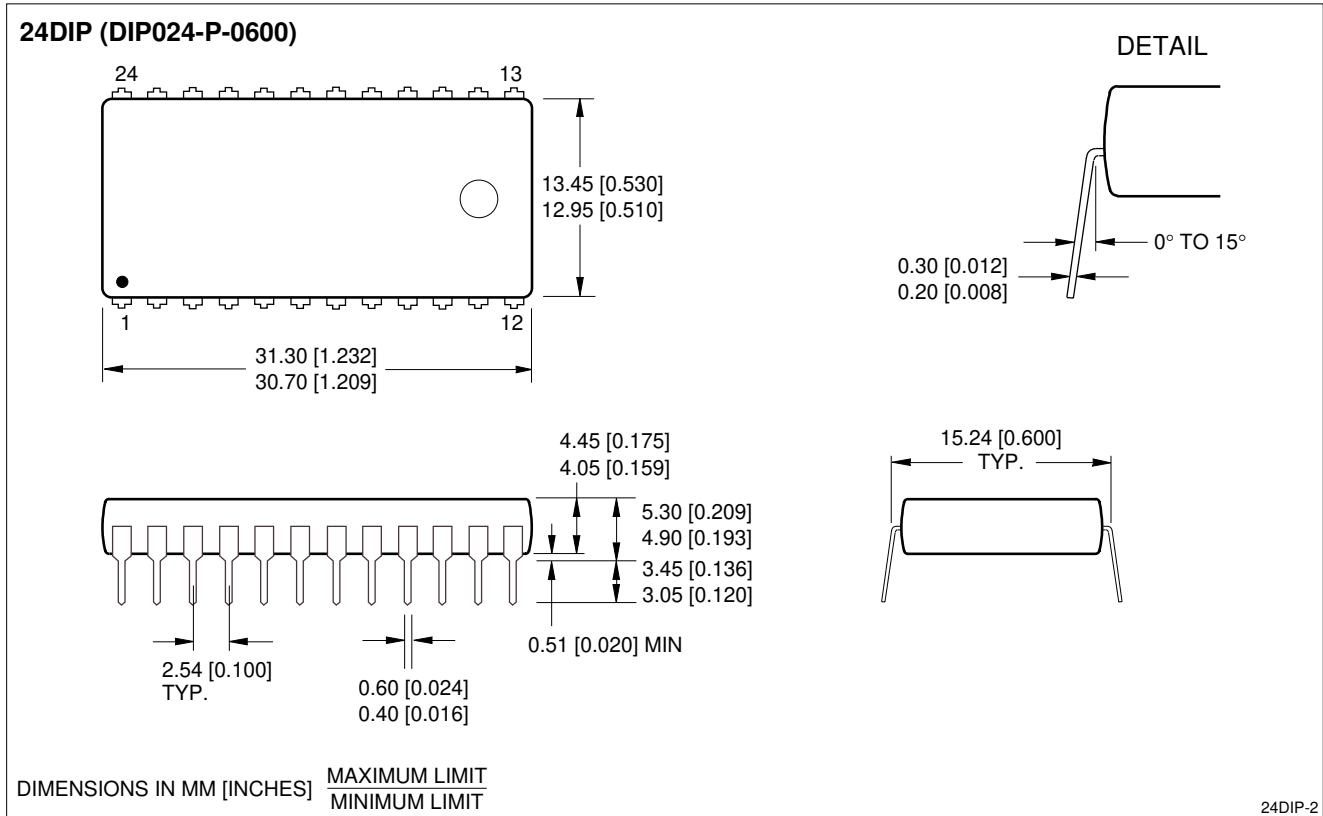 24DIP (DIP024-P-0600)
DETAIL
24
13
13.45 [0.530]
12.95 [0.510]
0° TO 15°
0.30 [0.012]
0.20 [0.008]
1
12
31.30 [1.232]
30.70 [1.209]
4.45 [0.175]
4.05 [0.159]
15.24 [0.600]
TYP.
5.30 [0.209]
4.90 [0.193]
3.45 [0.136]
3.05 [0.120]
0.51 [0.020] MIN
2.54 [0.100]
TYP.
0.60 [0.024]
0.40 [0.016]
DIMENSIONS IN MM [INCHES]
MAXIMUM LIMIT
MINIMUM LIMIT
24DIP-2